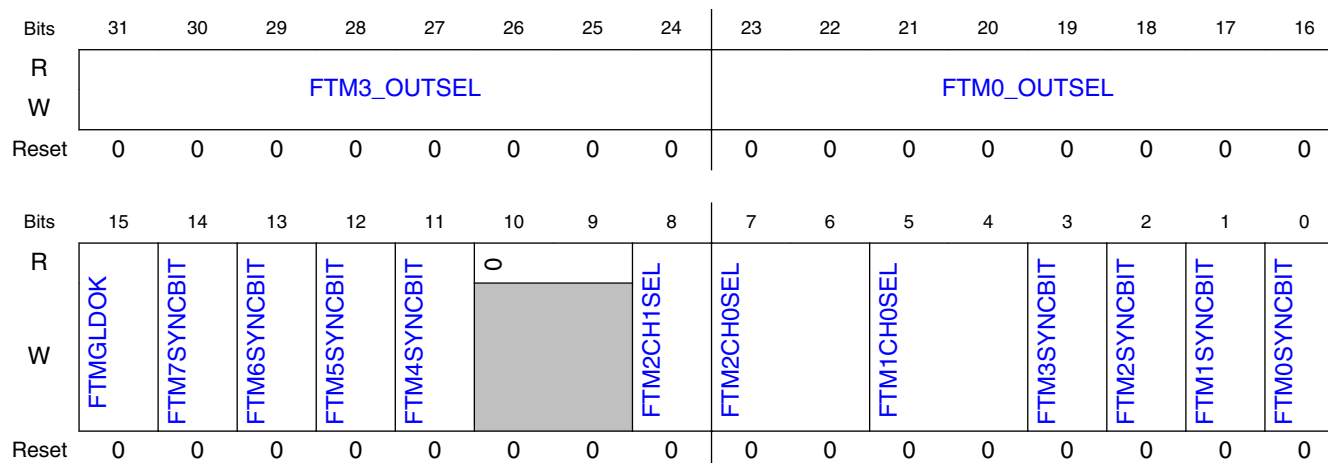 Bits 31 30 29 28 27 26 25 24 23 22 21 20 19 18 17 16
R
FTM3_OUTSEL FTM0_OUTSEL
W
Reset 0 0 0 0 0 0 0 0 0 0 0 0 0 0 0 0
Bits 15 14 13 12 11 10 9 8 7 6 5 4 3 2 1 0
R 0
W FTMGLDOK FTM7SYNCBIT FTM6SYNCBIT FTM5SYNCBIT FTM4SYNCBIT FTM2CH1SEL FTM2CH0SEL FTM1CH0SEL FTM3SYNCBIT FTM2SYNCBIT FTM1SYNCBIT FTM0SYNCBIT
Reset 0 0 0 0 0 0 0 0 0 0 0 0 0 0 0 0